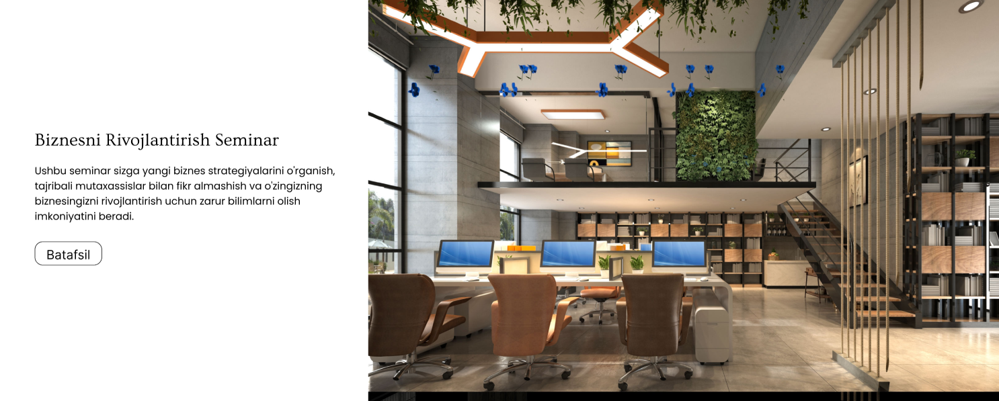 Biznesni Rivojlantirish Seminar
Ushbu seminar sizga yangi biznes strategiyalarini o'rganish,
tajribali mutaxassislar bilan fikr almashish va o'zingizning
biznesingizni rivojlantirish uchun zarur bilimlarni olish
imkoniyatini beradi.
Batafsil